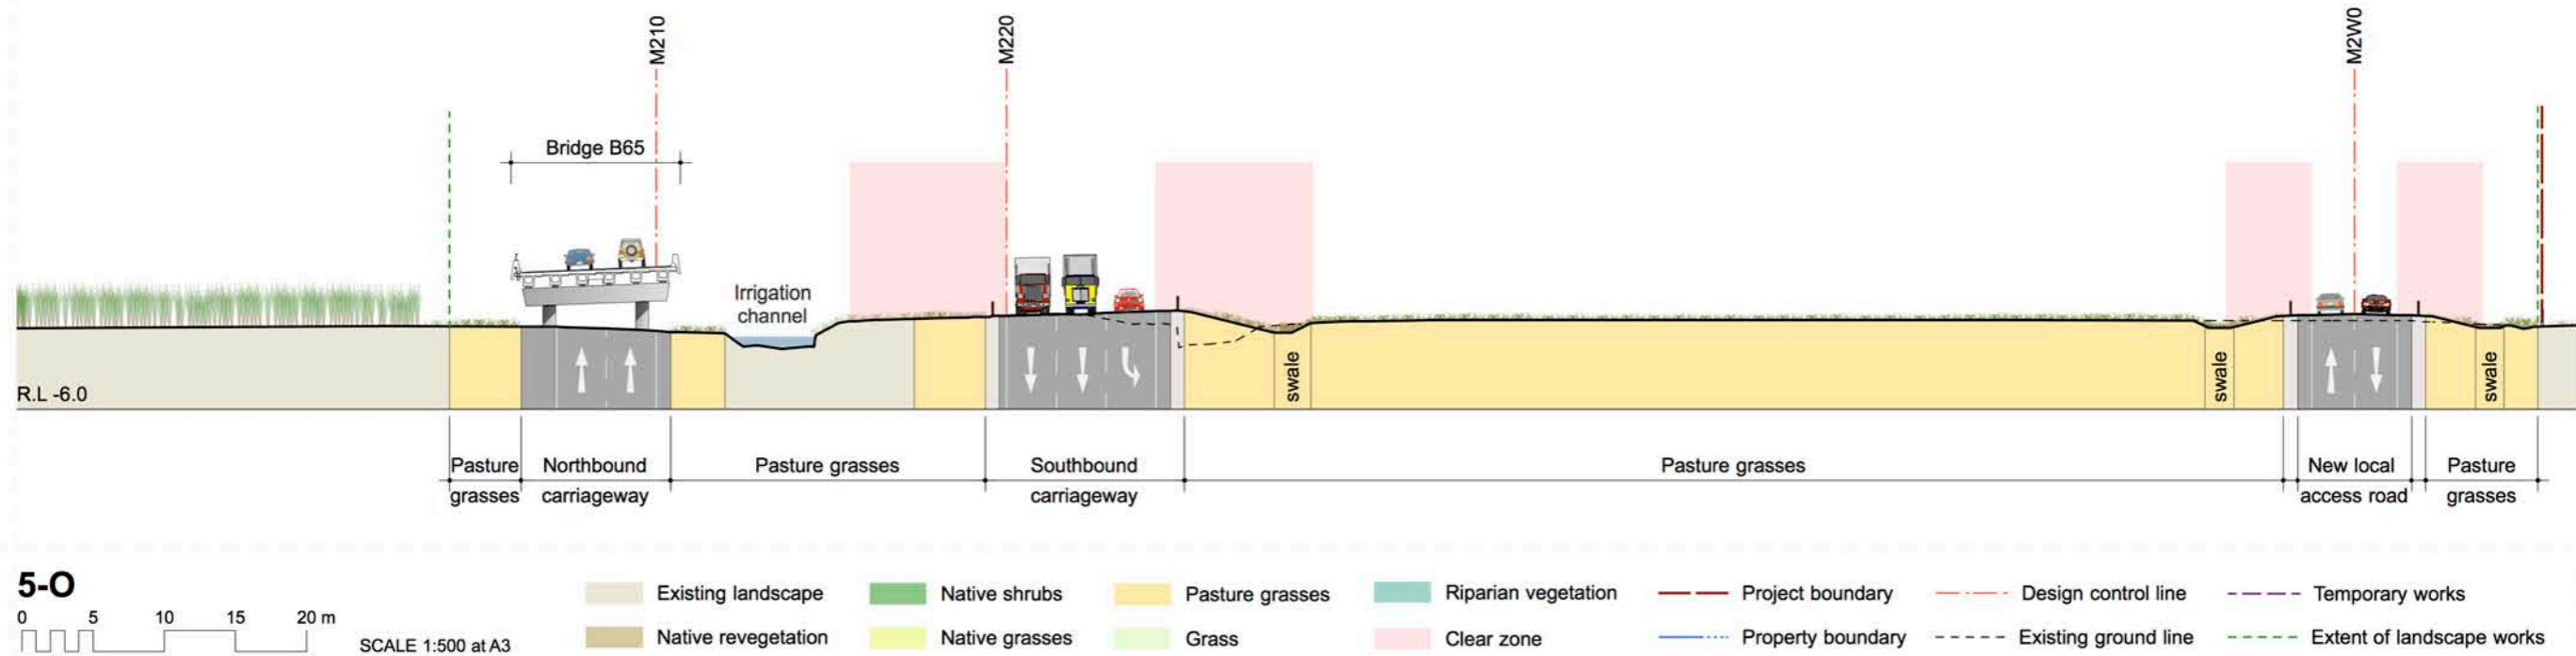 M210
M220
M2W0
Bridge B65
Irrigation
channel
R.L -6.0
swale
swale
swale
Pasture
grasses
Northbound
carriageway
Pasture grasses
Southbound
carriageway
Pasture grasses
New local
access road
Pasture
grasses
5-O
0 5 10 15 20 m
SCALE 1:500 at A3
Existing landscape
Native revegetation
Native shrubs
Native grasses
Pasture grasses
Grass
Riparian vegetation
Clear zone
Project boundary
Property boundary
Design control line
Existing ground line
Temporary works
Extent of landscape works